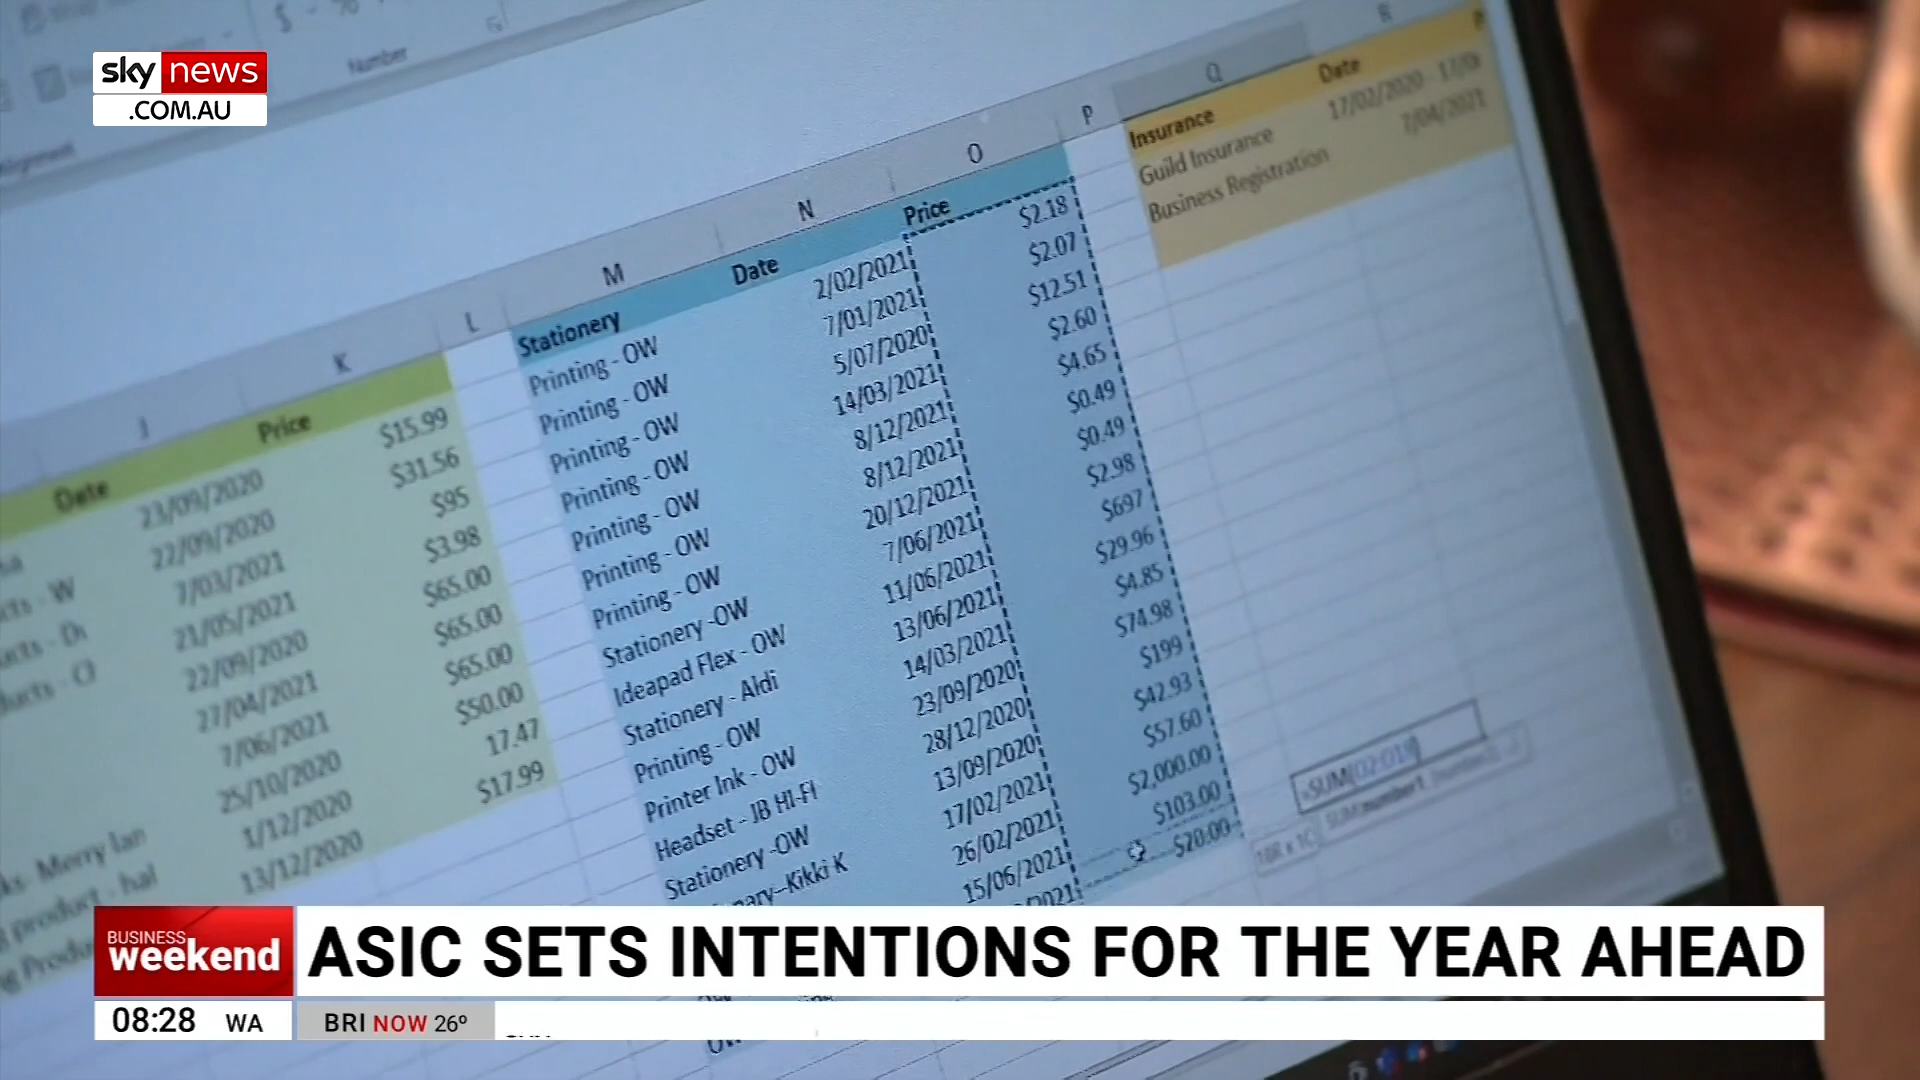 Number
sky news
.COM.AU
Alignment
J K L M N O P Q R
Date Price
23/09/2020 $15.99
22/09/2020 $31.56
7/03/2021 $95
21/05/2021 $3.98
22/09/2020 $65.00
27/04/2021 $65.00
7/06/2021 $65.00
25/10/2020 $50.00
1/12/2020 17.47
13/12/2020 $17.99
Stationery Date Price
Printing - OW 2/02/2021 $2.18
Printing - OW 7/01/2021 $2.07
Printing - OW 5/07/2020 $12.51
Printing - OW 14/03/2021 $2.60
Printing - OW 8/12/2021 $4.65
Printing - OW 8/12/2021 $0.49
Printing - OW 20/12/2021 $0.49
Stationery -OW 7/06/2021 $2.98
Ideapad Flex - OW 11/06/2021 $697
Stationery - Aldi 13/06/2021 $29.96
Printing - OW 14/03/2021 $4.85
Printer Ink - OW 23/09/2020 $74.98
Headset - JB HI-FI 28/12/2020 $199
Stationery -OW 13/09/2020 $42.93
Kikki K 17/02/2021 $57.60
26/02/2021 $2,000.00
15/06/2021 $103.00
$20.00
Insurance Date
Guild Insurance 17/02/2020
Business Registration 7/04/2021
=SUM(O2:O19
BUSINESS
weekend
ASIC SETS INTENTIONS FOR THE YEAR AHEAD
08:28 WA
BRI NOW 26°